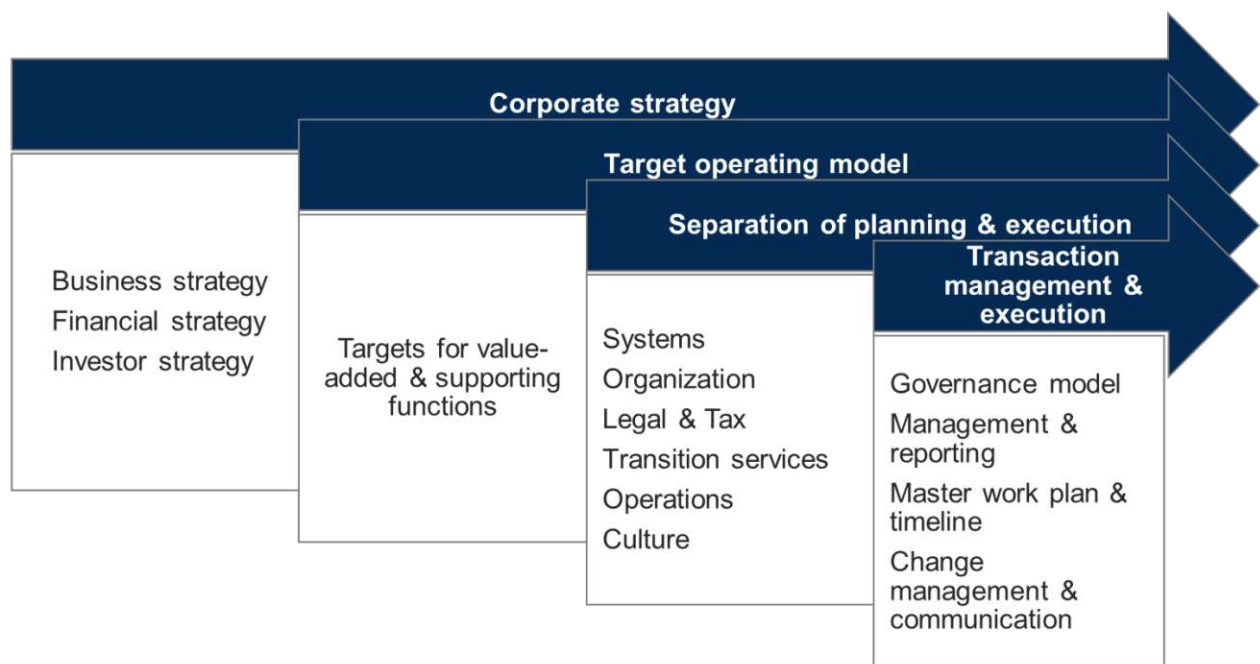 Corporate strategy
Business strategy
Financial strategy
Investor strategy
Target operating model
Targets for value-
added & supporting
functions
Separation of planning & execution
Systems
Organization
Legal & Tax
Transition services
Operations
Culture
Transaction
management &
execution
Governance model
Management &
reporting
Master work plan &
timeline
Change
management &
communication